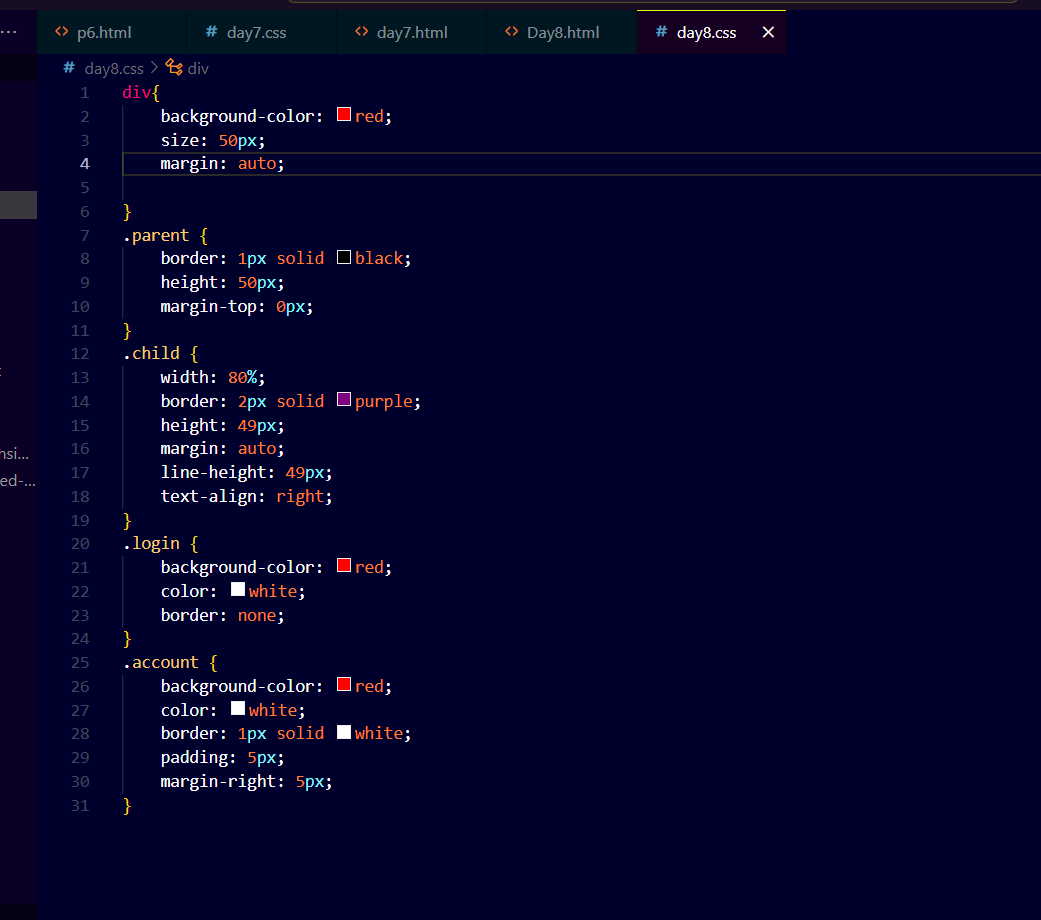 p6.html # day7.css day7.html Day8.html # day8.css
# day8.css > div
1 div{
2 background-color: red;
3 size: 50px;
4 margin: auto;
5
6 }
7 .parent {
8 border: 1px solid black;
9 height: 50px;
10 margin-top: 0px;
11 }
12 .child {
13 width: 80%;
14 border: 2px solid purple;
15 height: 49px;
16 margin: auto;
17 line-height: 49px;
18 text-align: right;
19 }
20 .login {
21 background-color: red;
22 color: white;
23 border: none;
24 }
25 .account {
26 background-color: red;
27 color: white;
28 border: 1px solid white;
29 padding: 5px;
30 margin-right: 5px;
31 }
hsi...
ed-...